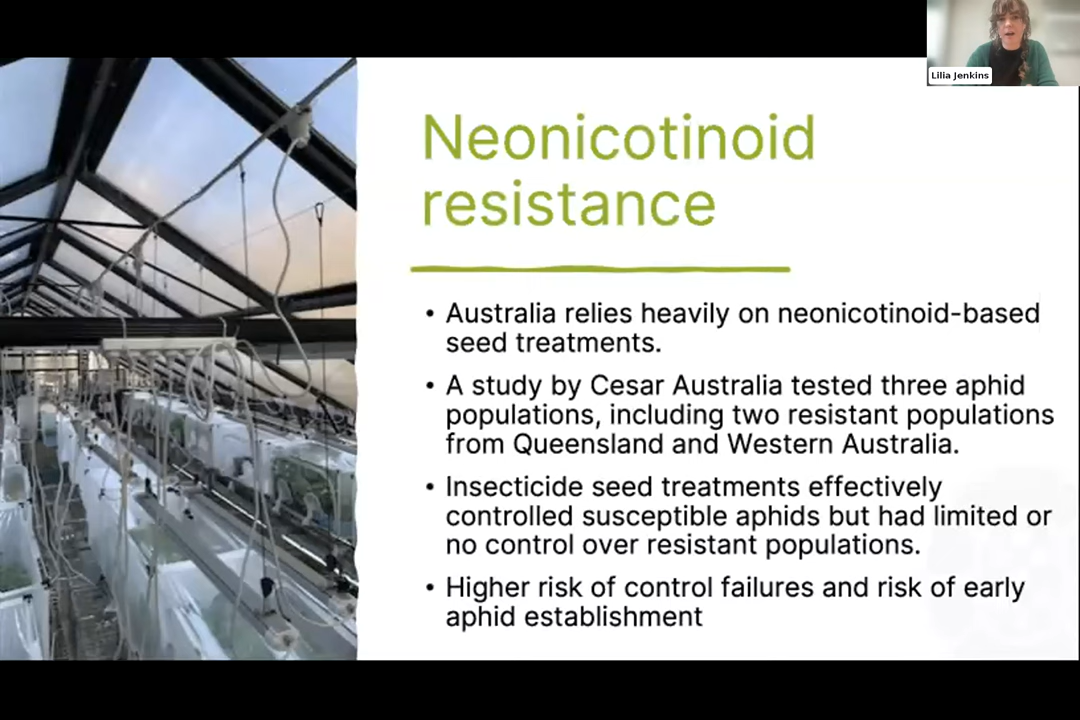 Lilia Jenkins
Neonicotinoid
resistance
• Australia relies heavily on neonicotinoid-based
seed treatments.
• A study by Cesar Australia tested three aphid
populations, including two resistant populations
from Queensland and Western Australia.
• Insecticide seed treatments effectively
controlled susceptible aphids but had limited or
no control over resistant populations.
• Higher risk of control failures and risk of early
aphid establishment